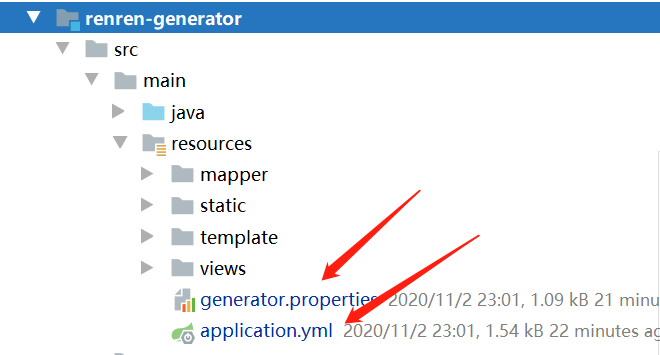 renren-generator
src
main
java
resources
mapper
static
template
views
generator.properties 2020/11/2 23:01, 1.09 kB 21 minu
application.yml 2020/11/2 23:01, 1.54 kB 22 minutes ag